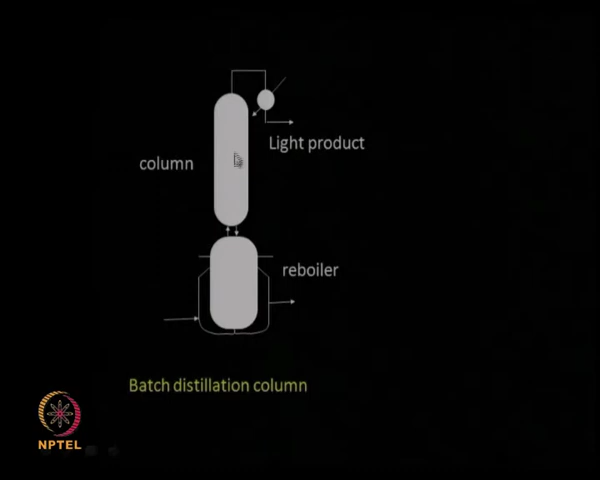 Light product
column
reboiler
Batch distillation column
NPTEL